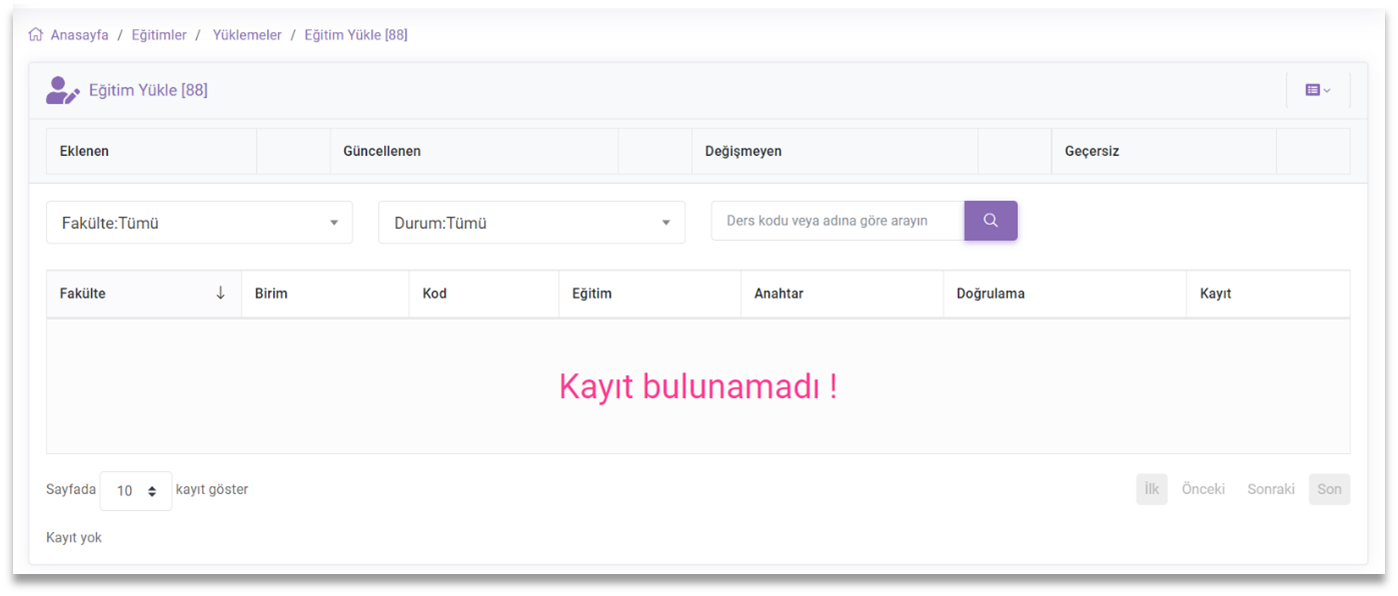 Anasayfa / Eğitimler / Yüklemeler / Eğitim Yükle [88]
Eğitim Yükle [88]
Eklenen Güncellenen Değişmeyen Geçersiz
Fakülte:Tümü Durum:Tümü Ders kodu veya adına göre arayın
Fakülte Birim Kod Eğitim Anahtar Doğrulama Kayıt
Kayıt bulunamadı !
Sayfada 10 kayıt göster İlk Önceki Sonraki Son
Kayıt yok